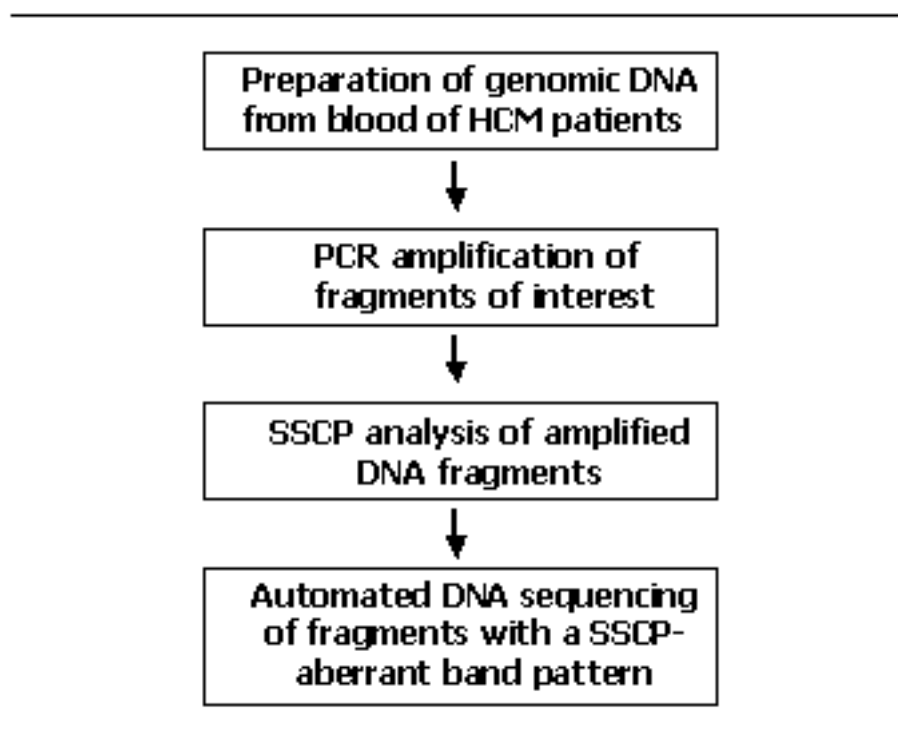 Preparation of genomic DNA
from blood of HCM patients
PCR amplification of
fragments of interest
SSCP analysis of amplified
DNA fragments
Automated DNA sequencing
of fragments with a SSCP-
aberrant band pattern